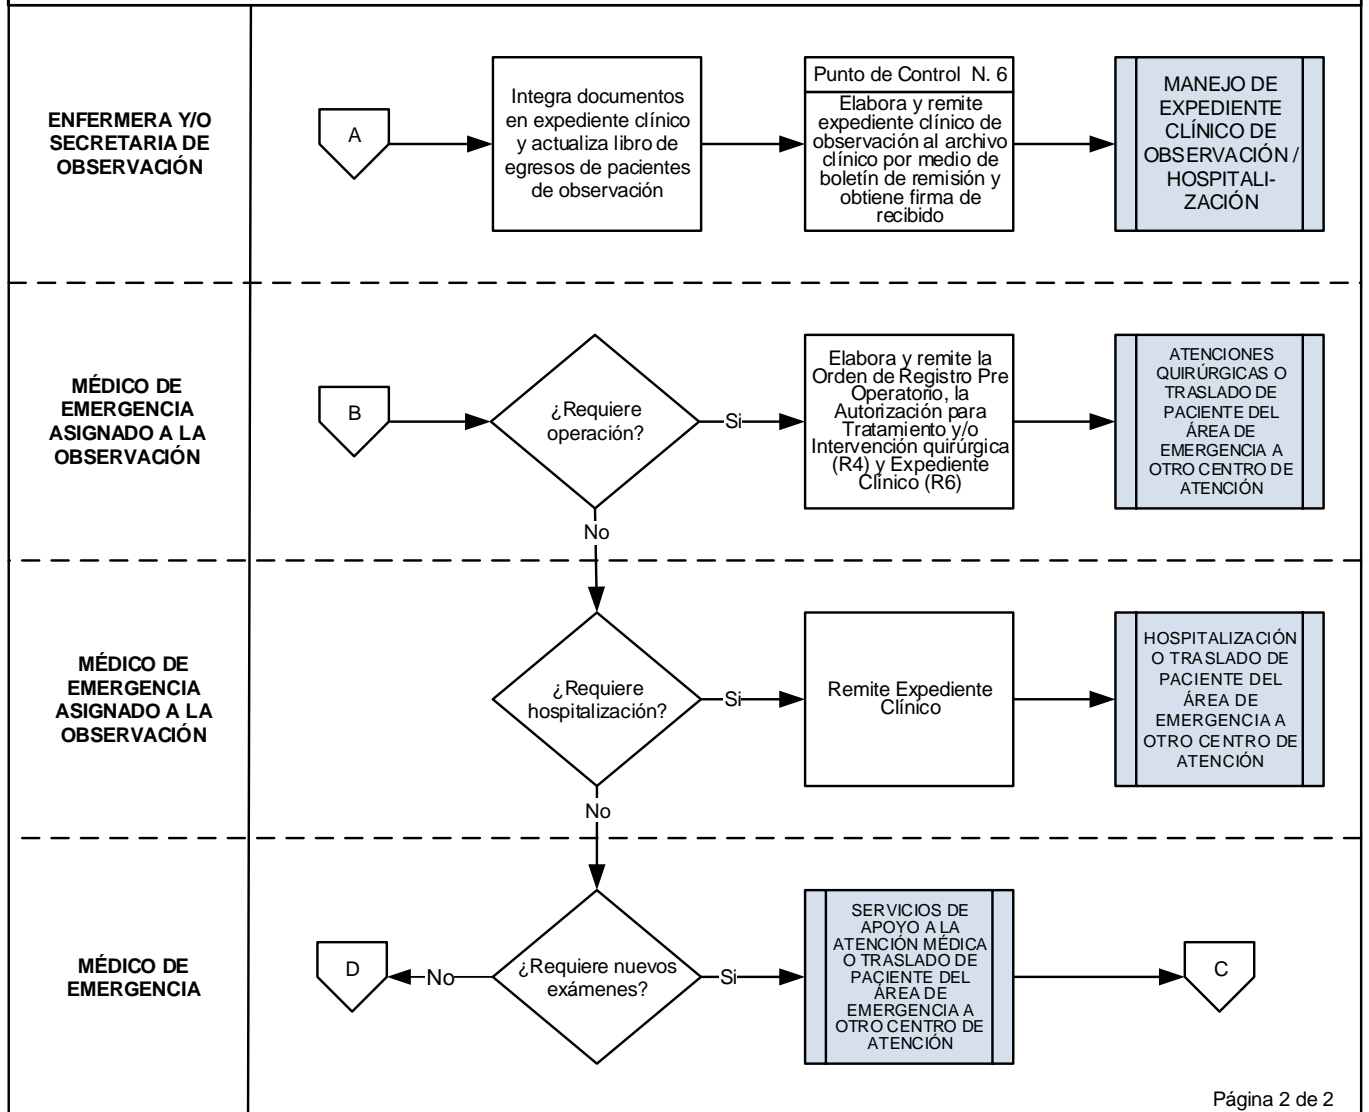 ENFERMERA Y/O
SECRETARIA DE
OBSERVACIÓN
A
Integra documentos
en expediente clínico
y actualiza libro de
egresos de pacientes
de observación
Punto de Control N. 6
Elabora y remite
expediente clínico de
observación al archivo
clínico por medio de
boletín de remisión y
obtiene firma de
recibido
MANEJO DE
EXPEDIENTE
CLÍNICO DE
OBSERVACIÓN /
HOSPITALI-
ZACIÓN
MÉDICO DE
EMERGENCIA
ASIGNADO A LA
OBSERVACIÓN
B
¿Requiere
operación?
Si
Elabora y remite la
Orden de Registro Pre
Operatorio, la
Autorización para
Tratamiento y/o
Intervención quirúrgica
(R4) y Expediente
Clínico (R6)
ATENCIONES
QUIRÚRGICAS O
TRASLADO DE
PACIENTE DEL
ÁREA DE
EMERGENCIA A
OTRO CENTRO DE
ATENCIÓN
No
MÉDICO DE
EMERGENCIA
ASIGNADO A LA
OBSERVACIÓN
¿Requiere
hospitalización?
Si
Remite Expediente
Clínico
HOSPITALIZACIÓN
O TRASLADO DE
PACIENTE DEL
ÁREA DE
EMERGENCIA A
OTRO CENTRO DE
ATENCIÓN
No
MÉDICO DE
EMERGENCIA
D
No
¿Requiere nuevos
exámenes?
Si
SERVICIOS DE
APOYO A LA
ATENCIÓN MÉDICA
O TRASLADO DE
PACIENTE DEL
ÁREA DE
EMERGENCIA A
OTRO CENTRO DE
ATENCIÓN
C
Página 2 de 2